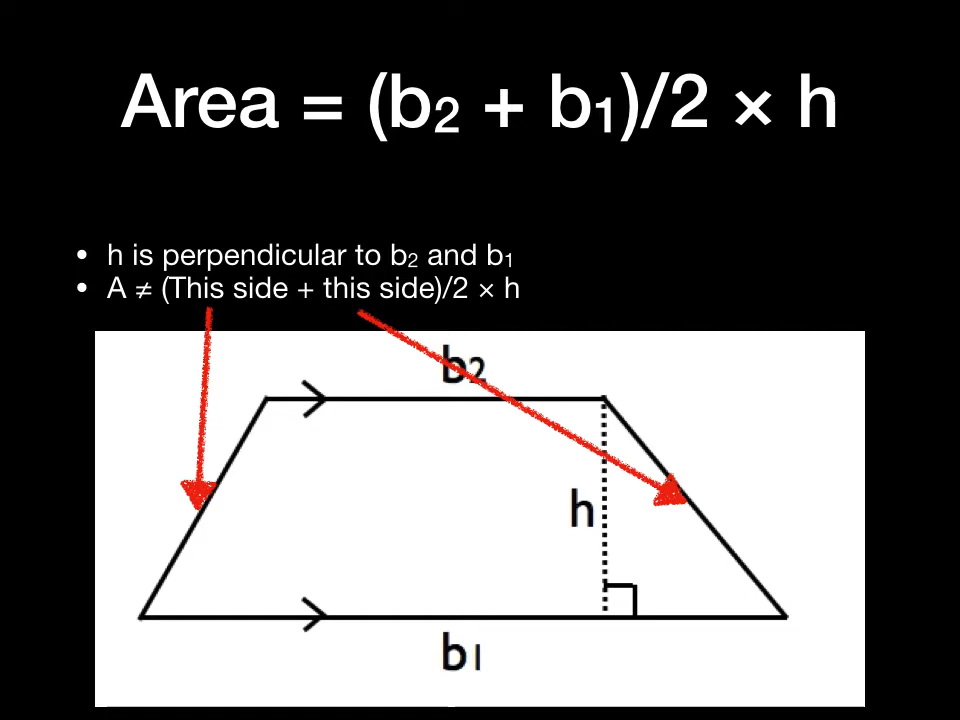 Area = (b₂ + b₁)/2 × h
• h is perpendicular to b₂ and b₁
• A ≠ (This side + this side)/2 × h
b2
h
b1